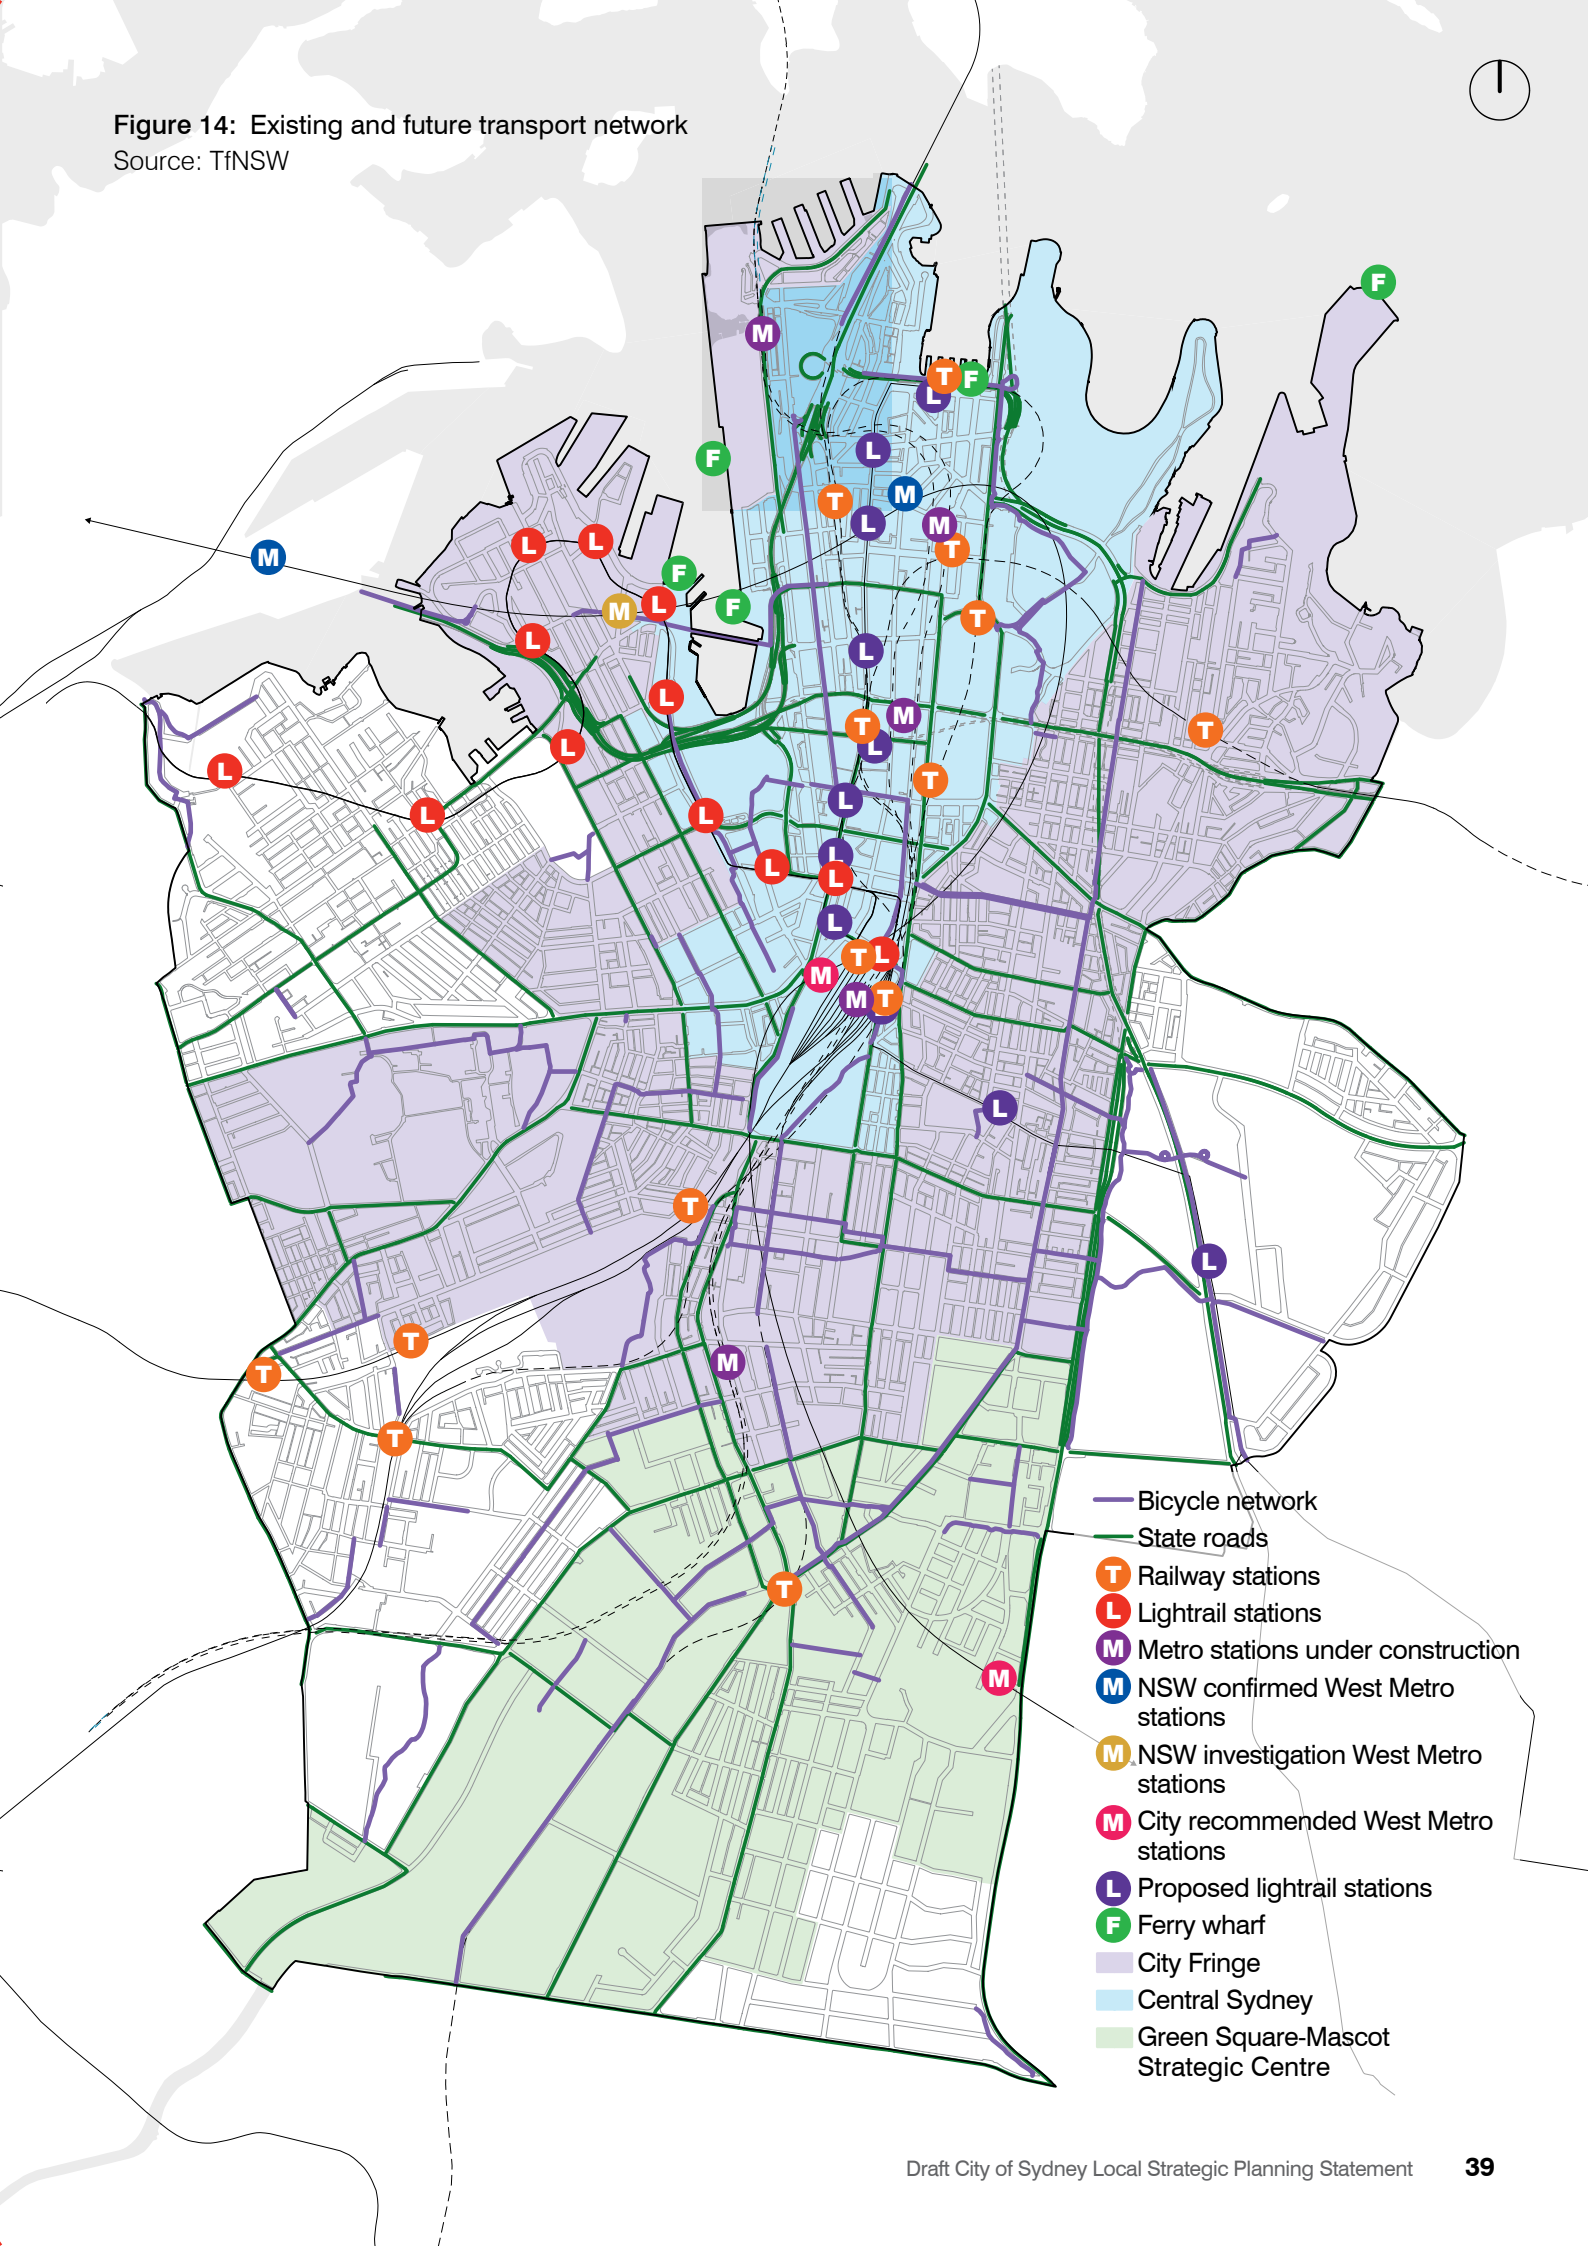 Figure 14: Existing and future transport network
Source: TfNSW
F
M
T
F
L
F
L
T
M
L
M
T
L
L
M
F
F
M
L
T
L
L
L
M
T
T
L
L
T
L
L
L
L
L
L
L
L
T
L
M
M
T
L
L
T
L
M
T
T
T
T
M
Bicycle network
State roads
T Railway stations
L Lightrail stations
M Metro stations under construction
M NSW confirmed West Metro
stations
M NSW investigation West Metro
stations
M City recommended West Metro
stations
L Proposed lightrail stations
F Ferry wharf
City Fringe
Central Sydney
Green Square-Mascot
Strategic Centre
Draft City of Sydney Local Strategic Planning Statement 39